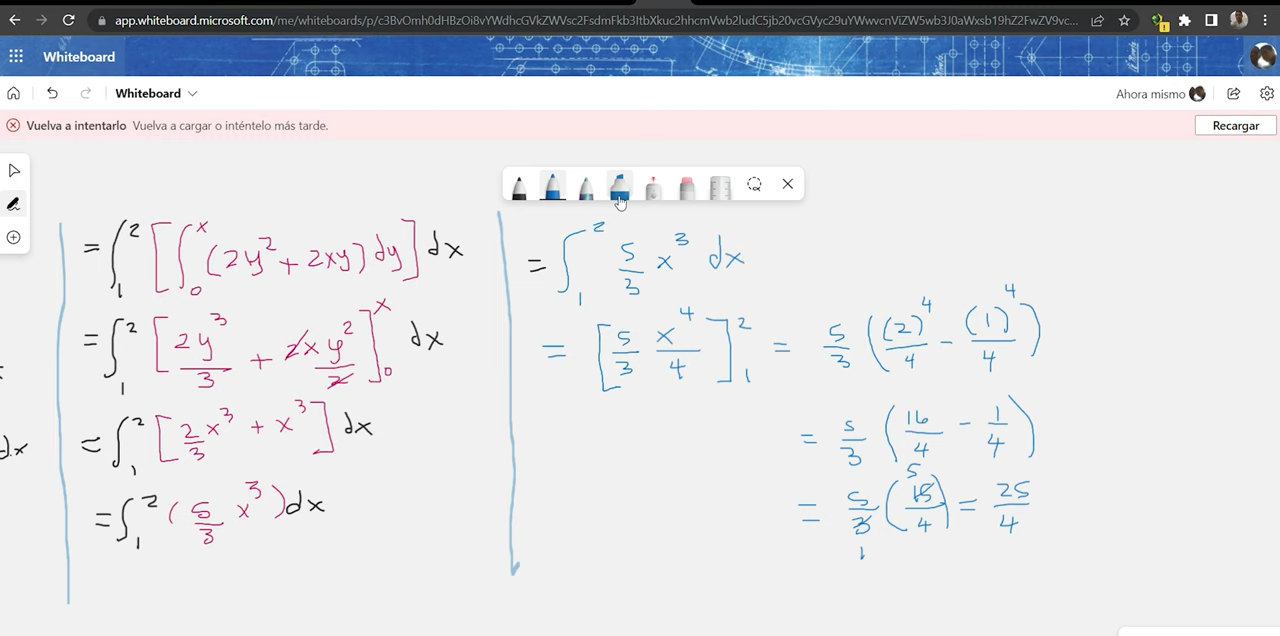 app.whiteboard.microsoft.com
Whiteboard
Whiteboard
Ahora mismo
Vuelva a intentarlo Vuelva a cargar o inténtelo más tarde.
Recargar
= ∫₁² [∫₀ˣ (2y² + 2xy) dy] dx
= ∫₁² [2y³/3 + 2xy²/2]₀ˣ dx
= ∫₁² [2/3 x³ + x³] dx
= ∫₁² (5/3 x³) dx
d.x
= ∫₁² 5/3 x³ dx
= [5/3 x⁴/4]₁² = 5/3 ((2)⁴/4 − (1)⁴/4)
= 5/3 (16/4 − 1/4)
5
= 5/3 (15/4) = 25/4
1